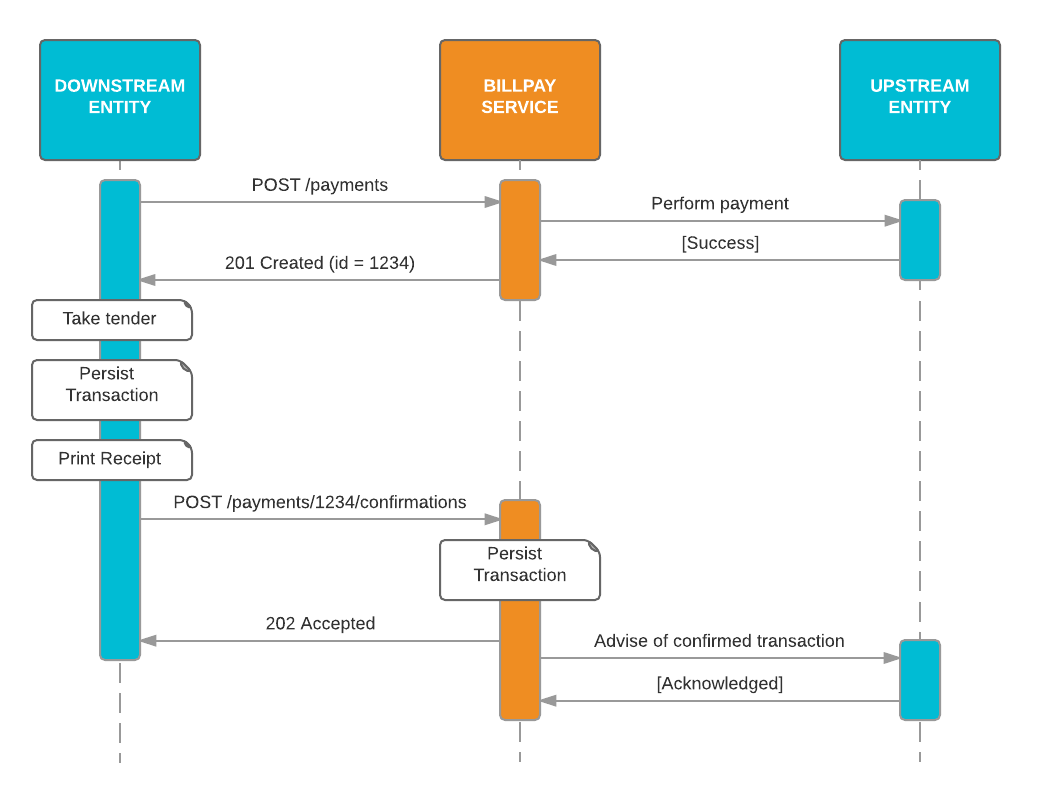 DOWNSTREAM
ENTITY
BILLPAY
SERVICE
UPSTREAM
ENTITY
POST /payments
Perform payment
[Success]
201 Created (id = 1234)
Take tender
Persist
Transaction
Print Receipt
POST /payments/1234/confirmations
Persist
Transaction
202 Accepted
Advise of confirmed transaction
[Acknowledged]